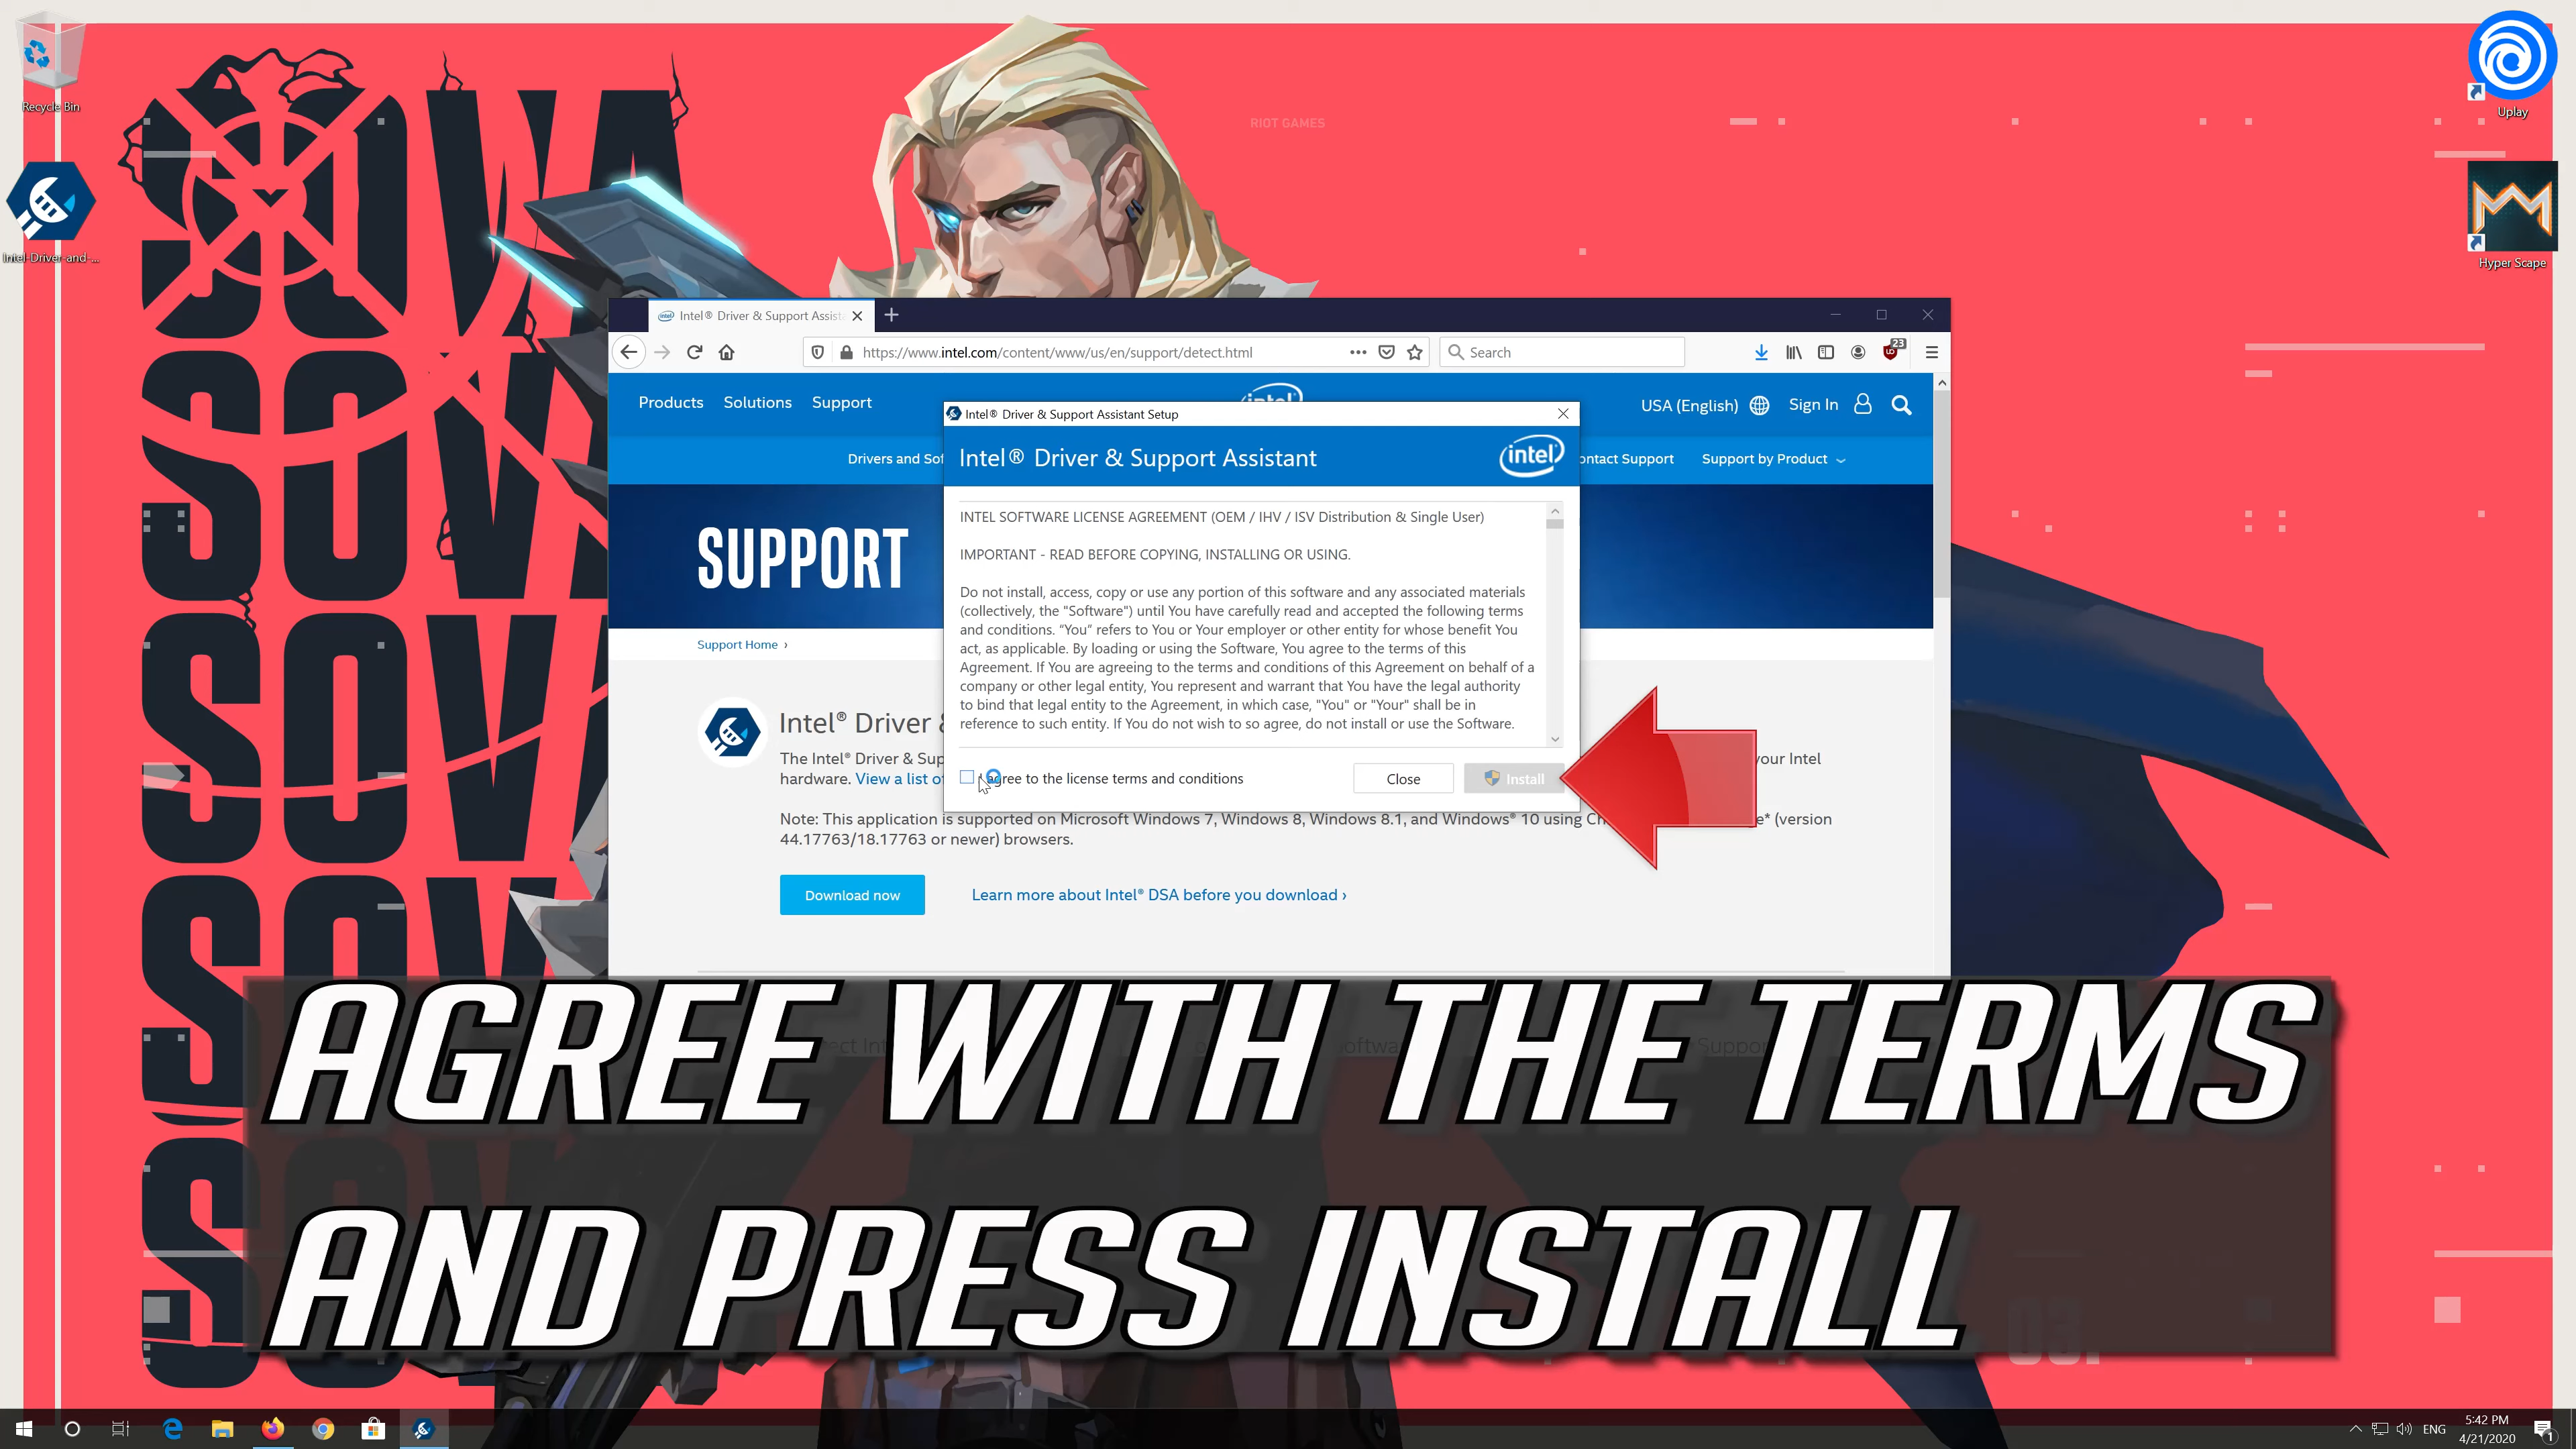 Recycle Bin
Intel-Driver-and-...
SOVA
SOVA
SOVA
RIOT GAMES
Uplay
Hyper Scape
Intel® Driver & Support Assist
https://www.intel.com/content/www/us/en/support/detect.html
Search
23
Products Solutions Support
intel
USA (English) Sign In
Drivers and Sof
ontact Support Support by Product
SUPPORT
Support Home ›
Intel® Driver &
The Intel® Driver & Sup
your Intel
hardware. View a list of
Note: This application is supported on Microsoft Windows 7, Windows 8, Windows 8.1, and Windows® 10 using Ch
e* (version
44.17763/18.17763 or newer) browsers.
Download now
Learn more about Intel® DSA before you download ›
Intel® Driver & Support Assistant Setup
Intel® Driver & Support Assistant
intel
INTEL SOFTWARE LICENSE AGREEMENT (OEM / IHV / ISV Distribution & Single User)
IMPORTANT - READ BEFORE COPYING, INSTALLING OR USING.
Do not install, access, copy or use any portion of this software and any associated materials
(collectively, the "Software") until You have carefully read and accepted the following terms
and conditions. “You” refers to You or Your employer or other entity for whose benefit You
act, as applicable. By loading or using the Software, You agree to the terms of this
Agreement. If You are agreeing to the terms and conditions of this Agreement on behalf of a
company or other legal entity, You represent and warrant that You have the legal authority
to bind that legal entity to the Agreement, in which case, "You" or "Your" shall be in
reference to such entity. If You do not wish to so agree, do not install or use the Software.
I agree to the license terms and conditions
Close
Install
AGREE WITH THE TERMS
AND PRESS INSTALL
03.
ENG
5:42 PM
4/21/2020
1